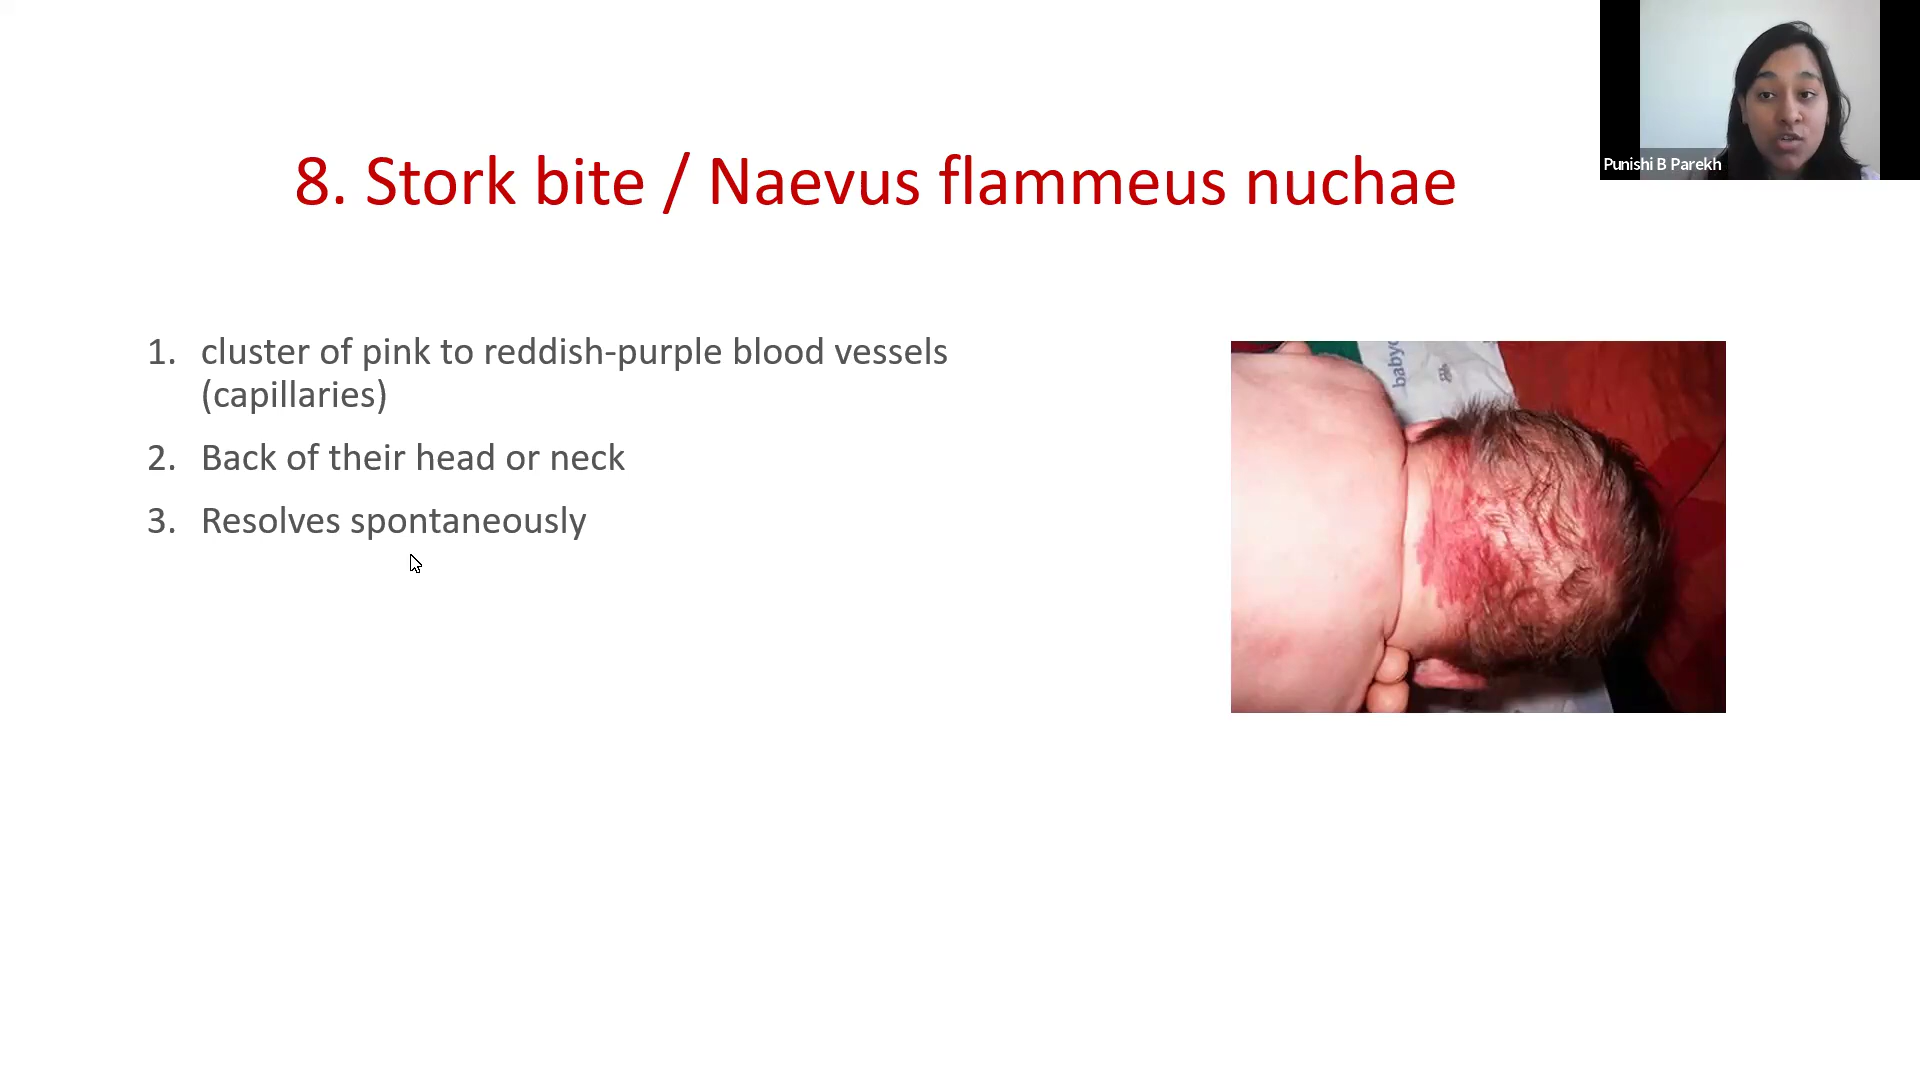 8. Stork bite / Naevus flammeus nuchae
Punishi B Parekh
1. cluster of pink to reddish-purple blood vessels
(capillaries)
2. Back of their head or neck
3. Resolves spontaneously